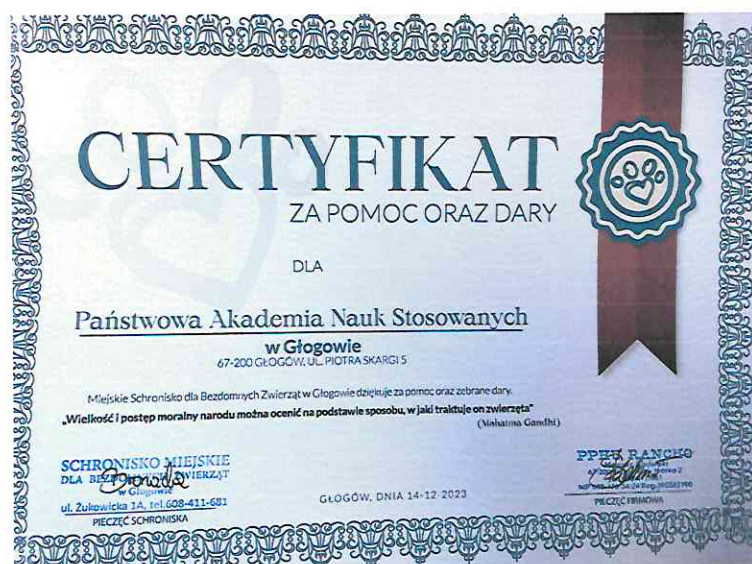 CERTYFIKAT
ZA POMOC ORAZ DARY
DLA
Państwowa Akademia Nauk Stosowanych
w Głogowie
67-200 GŁOGÓW, UL. PIOTRA SKARGI 5
Miejskie Schronisko dla Bezdomnych Zwierząt w Głogowie dziękuje za pomoc oraz zebrane dary.
„Wielkość i postęp moralny narodu można ocenić na podstawie sposobu, w jaki traktuje on zwierzęta"
(Mahatma Gandhi)
SCHRONISKO MIEJSKIE
DLA BEZDOMNYCH ZWIERZĄT
w Głogowie
ul. Żukowicka 1A, tel.608-411-681
PIECZĘĆ SCHRONISKA
GŁOGÓW, DNIA 14-12-2023
PPHU RANCHO
PIECZĘĆ FIRMOWA